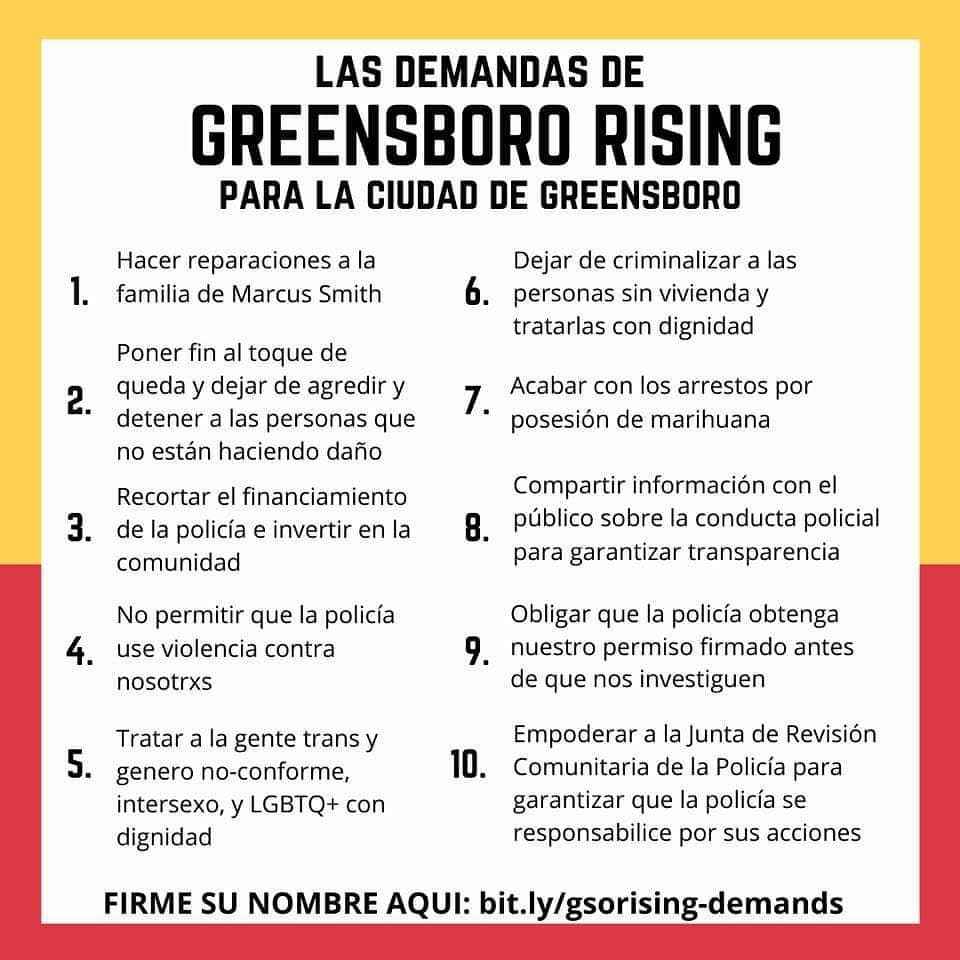 LAS DEMANDAS DE
GREENSBORO RISING
PARA LA CIUDAD DE GREENSBORO
1. Hacer reparaciones a la
familia de Marcus Smith
2. Poner fin al toque de
queda y dejar de agredir y
detener a las personas que
no están haciendo daño
3. Recortar el financiamiento
de la policía e invertir en la
comunidad
4. No permitir que la policía
use violencia contra
nosotrxs
5. Tratar a la gente trans y
genero no-conforme,
intersexo, y LGBTQ+ con
dignidad
6. Dejar de criminalizar a las
personas sin vivienda y
tratarlas con dignidad
7. Acabar con los arrestos por
posesión de marihuana
8. Compartir información con el
público sobre la conducta policial
para garantizar transparencia
9. Obligar que la policía obtenga
nuestro permiso firmado antes
de que nos investiguen
10. Empoderar a la Junta de Revisión
Comunitaria de la Policía para
garantizar que la policía se
responsabilice por sus acciones
FIRME SU NOMBRE AQUI: bit.ly/gsorising-demands